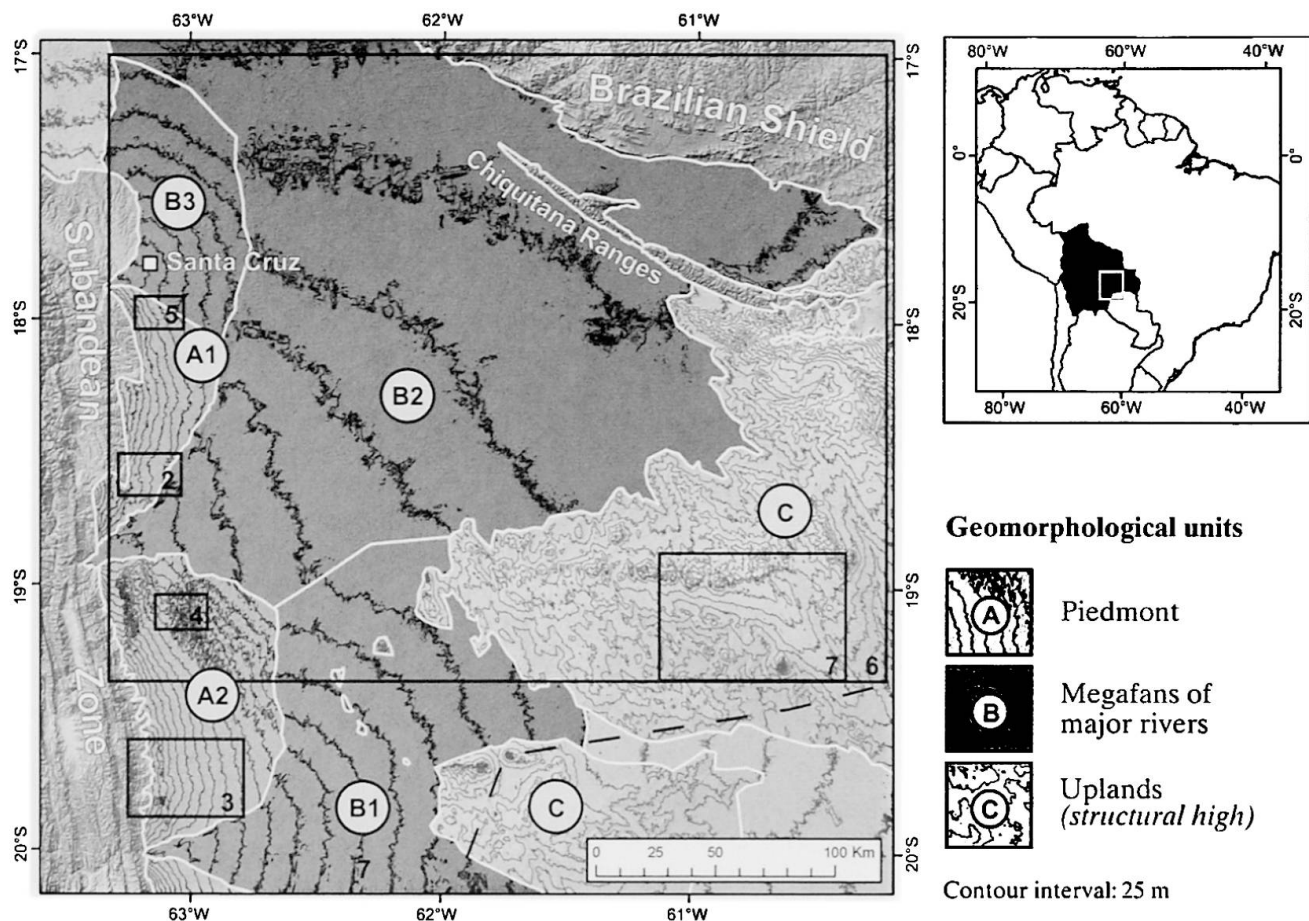 63°W 62°W 61°W
17°S 17°S
Brazilian Shield
Chiquitana Ranges
B3
Subandean
Zone
Santa Cruz
18°S 18°S
5
A1
B2
2
C
19°S 19°S
4
7 6
A2
3
B1
C
7
0 25 50 100 Km
20°S 20°S
63°W 62°W 61°W
80°W 60°W 40°W
0° 0°
20°S 20°S
80°W 60°W 40°W
Geomorphological units
A Piedmont
B Megafans of
major rivers
C Uplands
(structural high)
Contour interval: 25 m